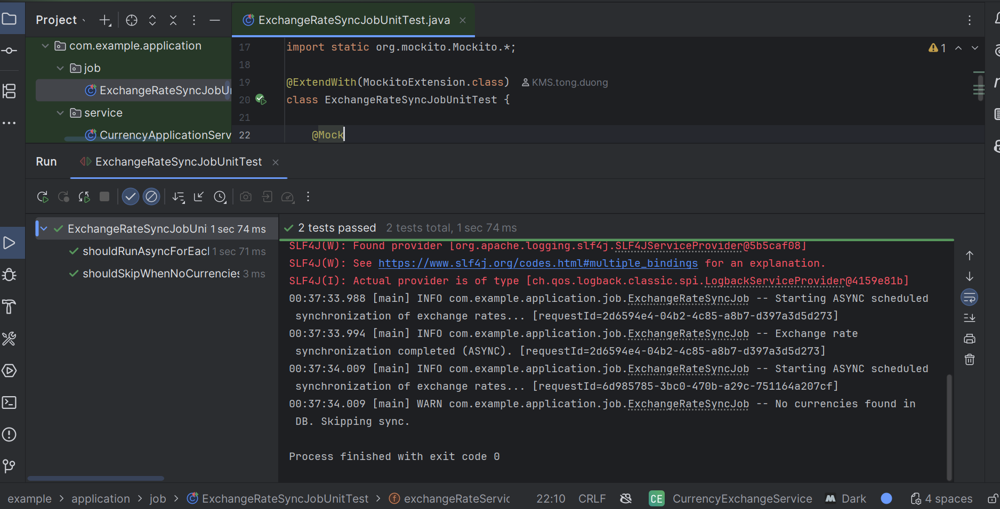 Project
ExchangeRateSyncJobUnitTest.java
com.example.application
job
ExchangeRateSyncJobUn
service
CurrencyApplicationServ
17 import static org.mockito.Mockito.*;
18
19 @ExtendWith(MockitoExtension.class) KMS.tong.duong
20 class ExchangeRateSyncJobUnitTest {
21
22 @Mock
1
Run ExchangeRateSyncJobUnitTest
ExchangeRateSyncJobUni 1 sec 74 ms
shouldRunAsyncForEacl 1 sec 71 ms
shouldSkipWhenNoCurrencies 3 ms
2 tests passed 2 tests total, 1 sec 74 ms
SLF4J(W): Found provider [org.apache.logging.slf4j.SLF4JServiceProvider@5b5caf08]
SLF4J(W): See https://www.slf4j.org/codes.html#multiple_bindings for an explanation.
SLF4J(I): Actual provider is of type [ch.qos.logback.classic.spi.LogbackServiceProvider@4159e81b]
00:37:33.988 [main] INFO com.example.application.job.ExchangeRateSyncJob -- Starting ASYNC scheduled
synchronization of exchange rates... [requestId=2d6594e4-04b2-4c85-a8b7-d397a3d5d273]
00:37:33.994 [main] INFO com.example.application.job.ExchangeRateSyncJob -- Exchange rate
synchronization completed (ASYNC). [requestId=2d6594e4-04b2-4c85-a8b7-d397a3d5d273]
00:37:34.009 [main] INFO com.example.application.job.ExchangeRateSyncJob -- Starting ASYNC scheduled
synchronization of exchange rates... [requestId=6d985785-3bc0-470b-a29c-751164a207cf]
00:37:34.009 [main] WARN com.example.application.job.ExchangeRateSyncJob -- No currencies found in
DB. Skipping sync.
Process finished with exit code 0
example > application > job > ExchangeRateSyncJobUnitTest > exchangeRateServic 22:10 CRLF CE CurrencyExchangeService Dark 4 spaces